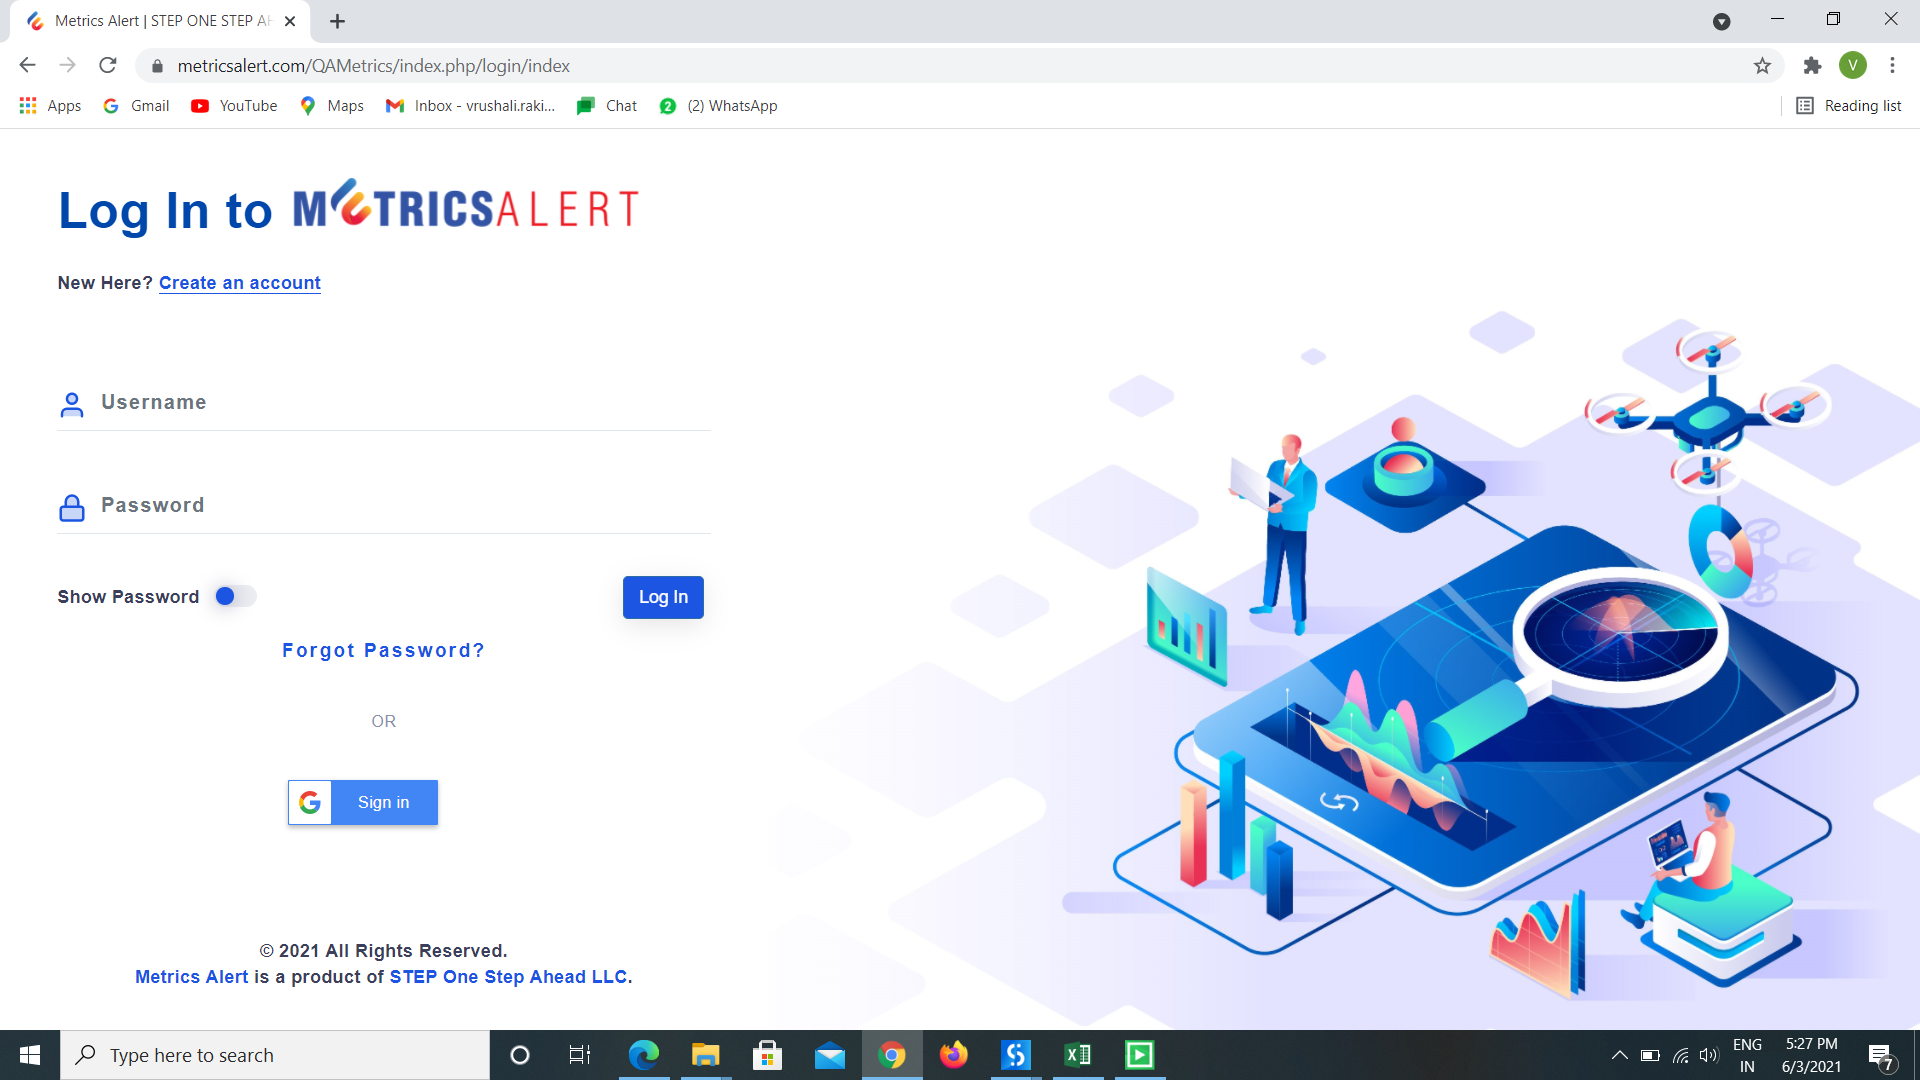 Metrics Alert | STEP ONE STEP AH
metricsalert.com/QAMetrics/index.php/login/index
V
Apps
Gmail
YouTube
Maps
Inbox - vrushali.raki...
Chat
2
(2) WhatsApp
Reading list
Log In to METRICSALERT
New Here? Create an account
Username
Password
Show Password
Log In
Forgot Password?
OR
Sign in
© 2021 All Rights Reserved.
Metrics Alert is a product of STEP One Step Ahead LLC.
Type here to search
ENG
IN
5:27 PM
6/3/2021
7